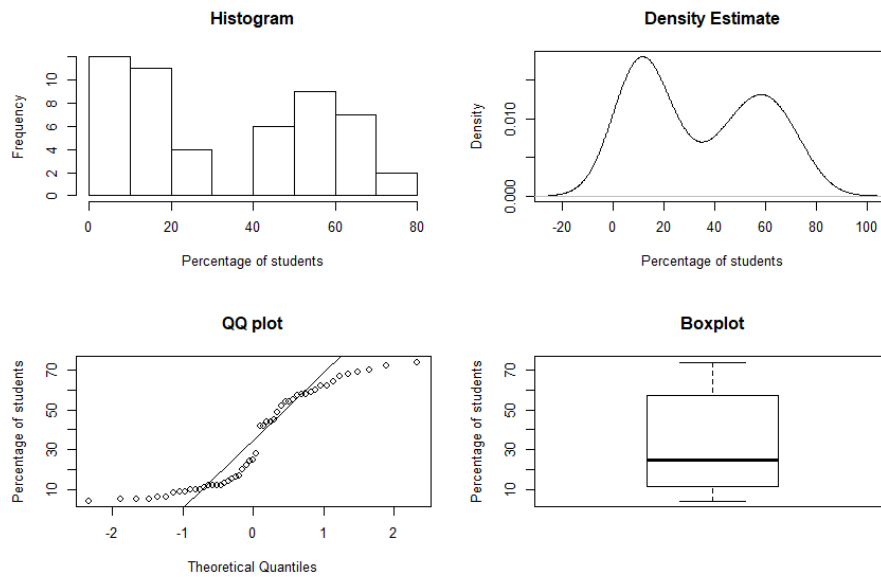 Histogram
Frequency
0 2 4 6 8 10
0 20 40 60 80
Percentage of students
Density Estimate
Density
0.000 0.010
-20 0 20 40 60 80 100
Percentage of students
QQ plot
Percentage of students
10 30 50 70
-2 -1 0 1 2
Theoretical Quantiles
Boxplot
Percentage of students
10 30 50 70